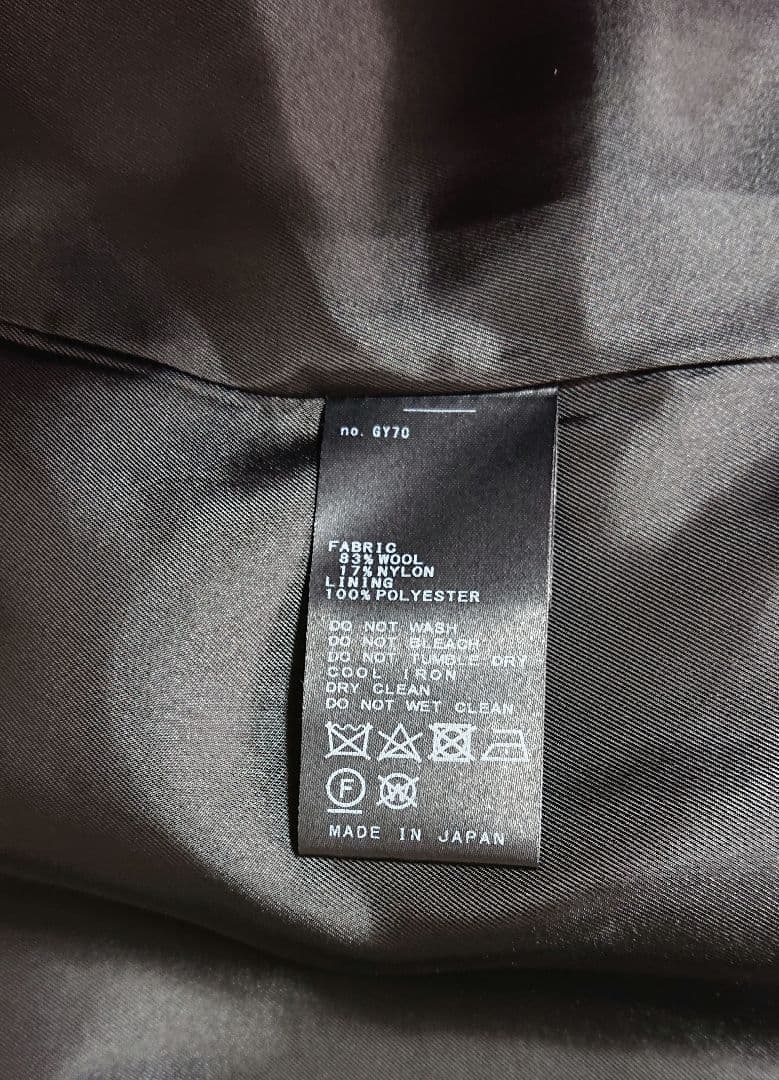 no. GY70
FABRIC
83%WOOL
17%NYLON
LINING
100%POLYESTER
DO NOT WASH
DO NOT BLEACH
DO NOT TUMBLE DRY
COOL IRON
DRY CLEAN
DO NOT WET CLEAN
F W
MADE IN JAPAN